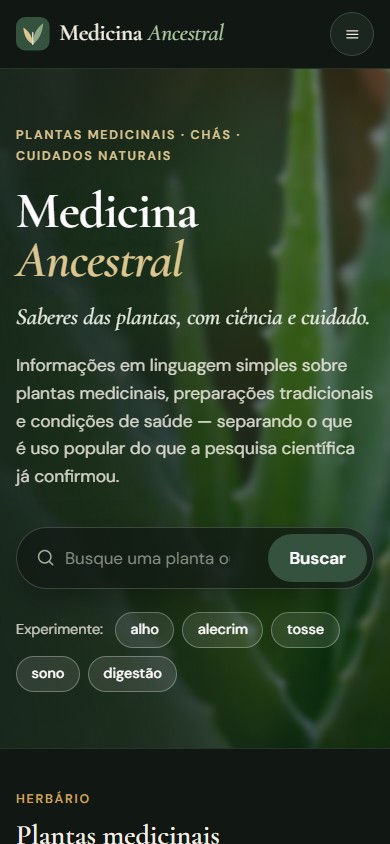 Medicina Ancestral
PLANTAS MEDICINAIS · CHÁS ·
CUIDADOS NATURAIS
Medicina
Ancestral
Saberes das plantas, com ciência e cuidado.
Informações em linguagem simples sobre
plantas medicinais, preparações tradicionais
e condições de saúde — separando o que
é uso popular do que a pesquisa científica
já confirmou.
Busque uma planta o
Buscar
Experimente: alho alecrim tosse
sono digestão
HERBÁRIO
Plantas medicinais